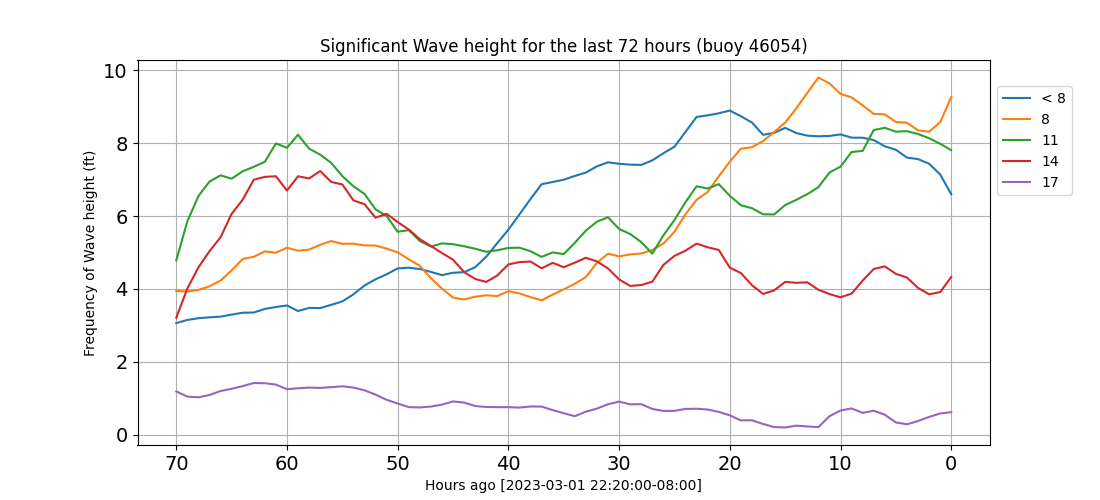 Significant Wave height for the last 72 hours (buoy 46054)
10
8
6
4
2
0
Frequency of Wave height (ft)
70 60 50 40 30 20 10 0
Hours ago [2023-03-01 22:20:00-08:00]
< 8
8
11
14
17